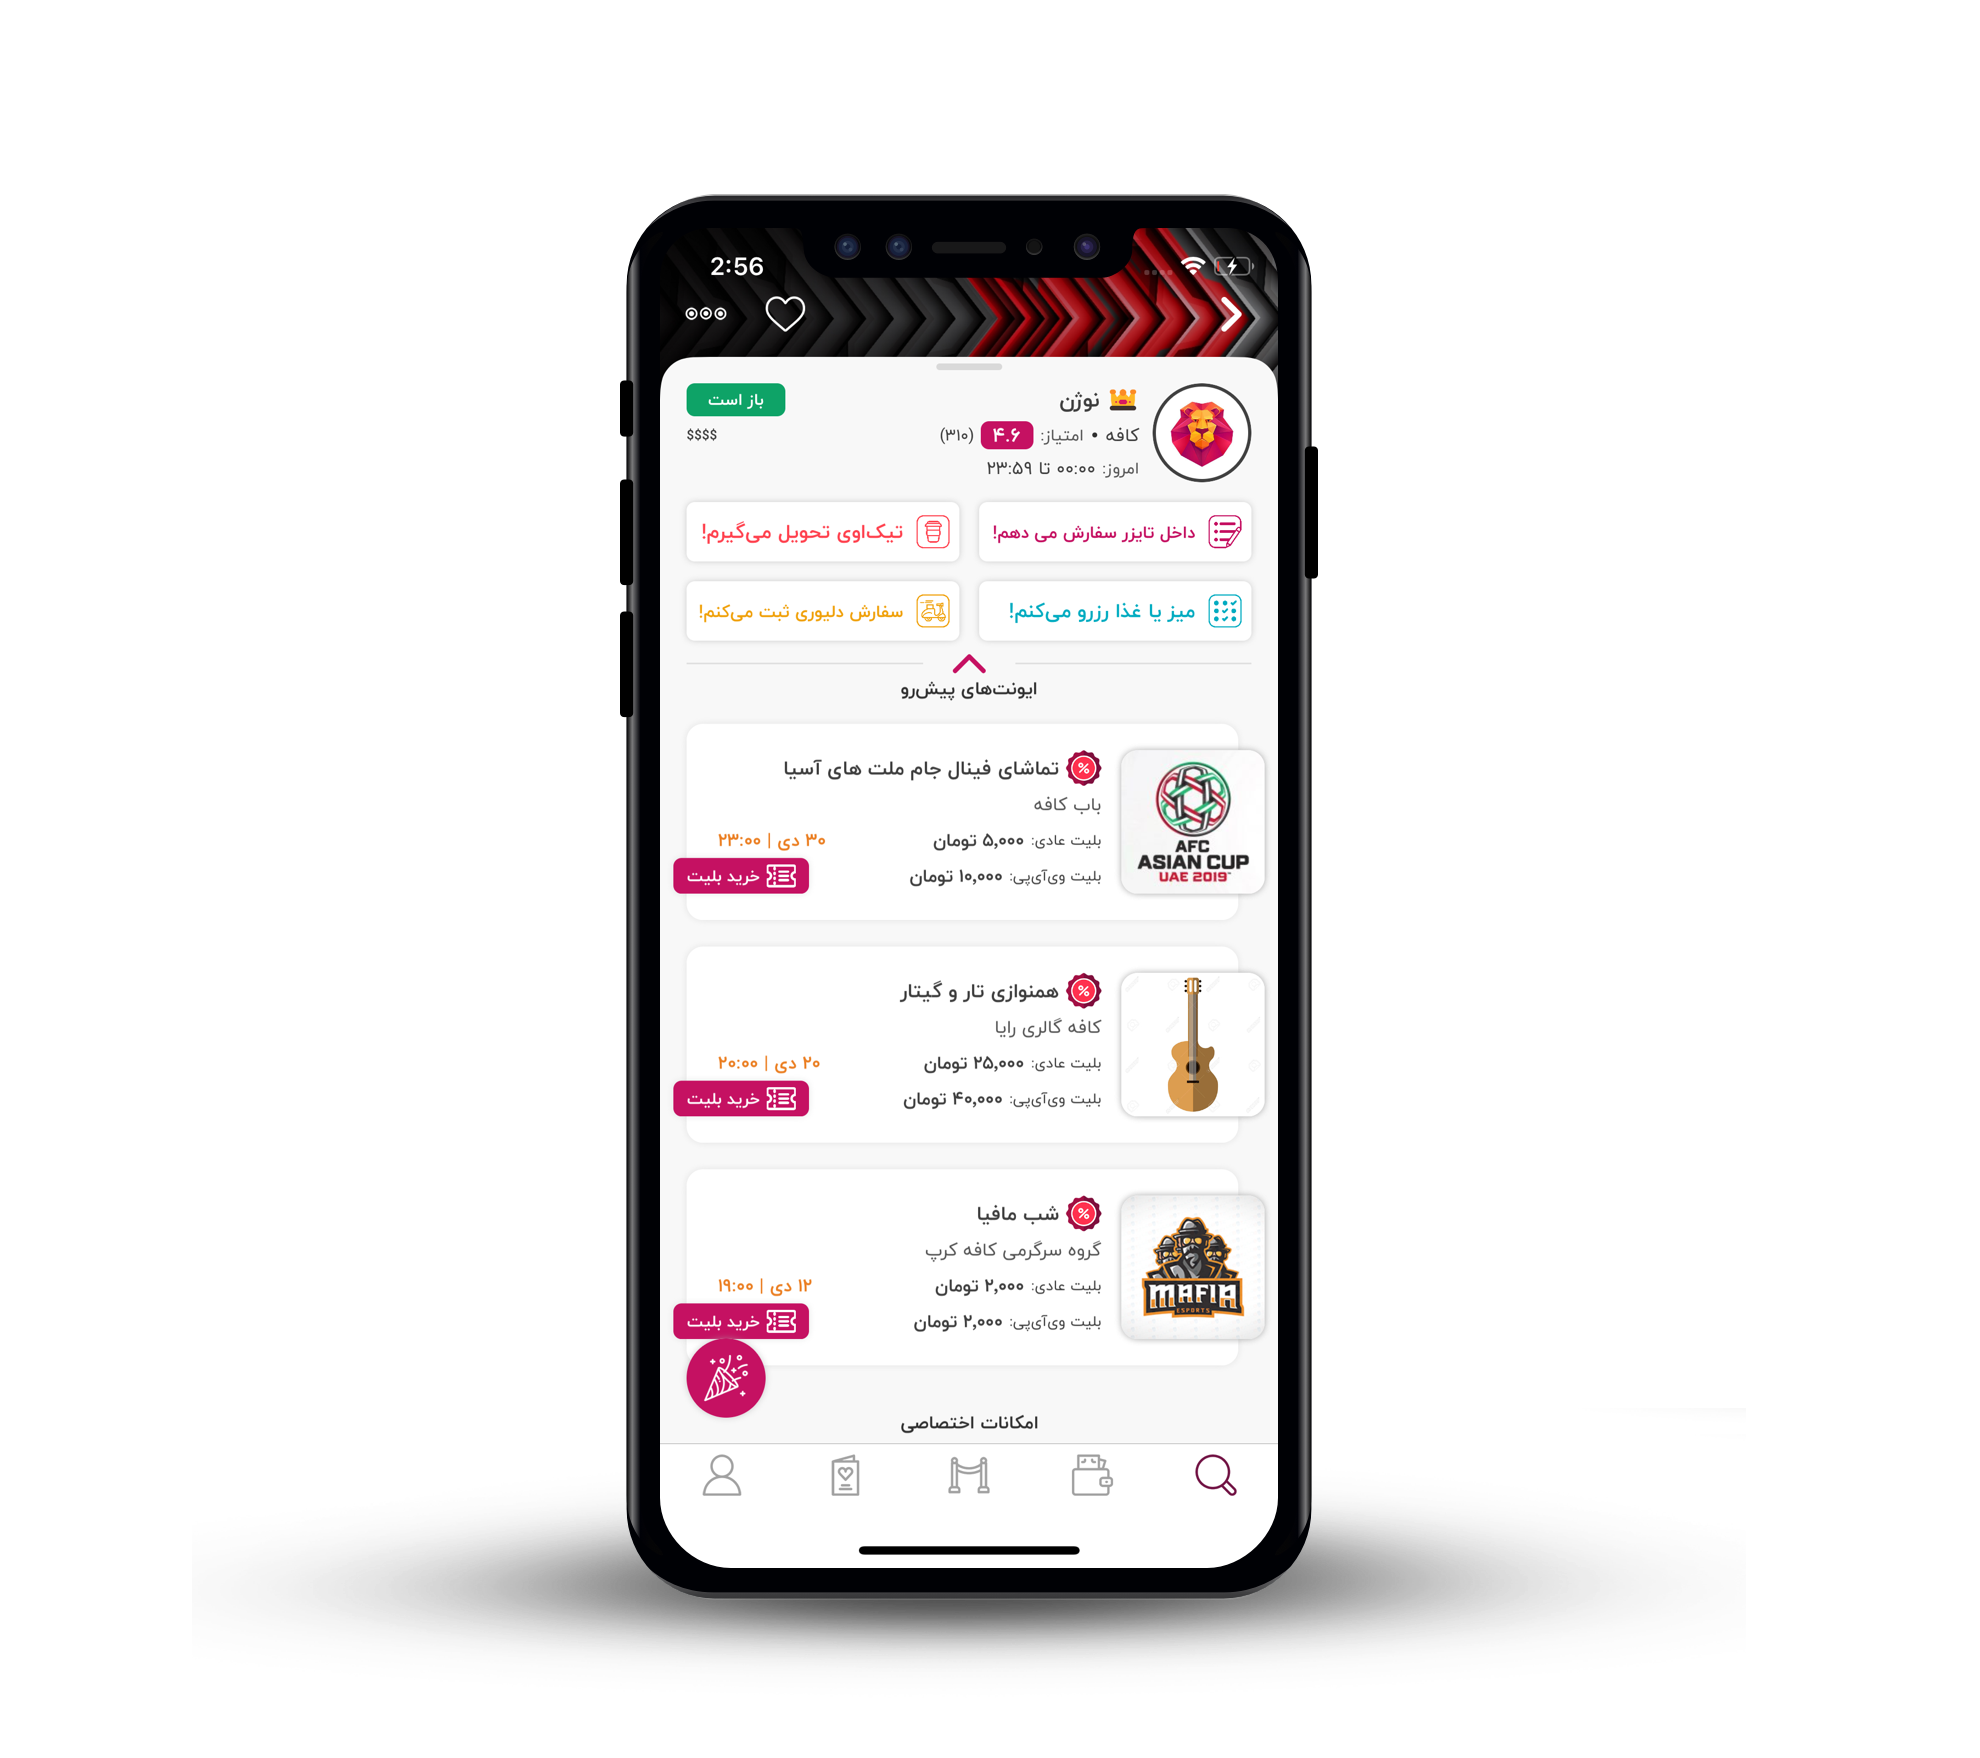 2:56
نوژن
باز است
کافه • امتیاز: ۴.۶ (۳۱۰)
$$$$
امروز: ۰۰:۰۰ تا ۲۳:۵۹
داخل تایزر سفارش می دهم!
تیک‌اوی تحویل می‌گیرم!
میز یا غذا رزرو می‌کنم!
سفارش دلیوری ثبت می‌کنم!
ایونت‌های پیش‌رو
تماشای فینال جام ملت های آسیا
باب کافه
بلیت عادی: ۵,۰۰۰ تومان
۳۰ دی | ۲۳:۰۰
بلیت وی‌آی‌پی: ۱۰,۰۰۰ تومان
خرید بلیت
AFC
ASIAN CUP
UAE 2019™
همنوازی تار و گیتار
کافه گالری رایا
بلیت عادی: ۲۵,۰۰۰ تومان
۲۰ دی | ۲۰:۰۰
بلیت وی‌آی‌پی: ۴۰,۰۰۰ تومان
خرید بلیت
شب مافیا
گروه سرگرمی کافه کرپ
بلیت عادی: ۲,۰۰۰ تومان
۱۲ دی | ۱۹:۰۰
بلیت وی‌آی‌پی: ۲,۰۰۰ تومان
خرید بلیت
MAFIA
ESPORTS
امکانات اختصاصی